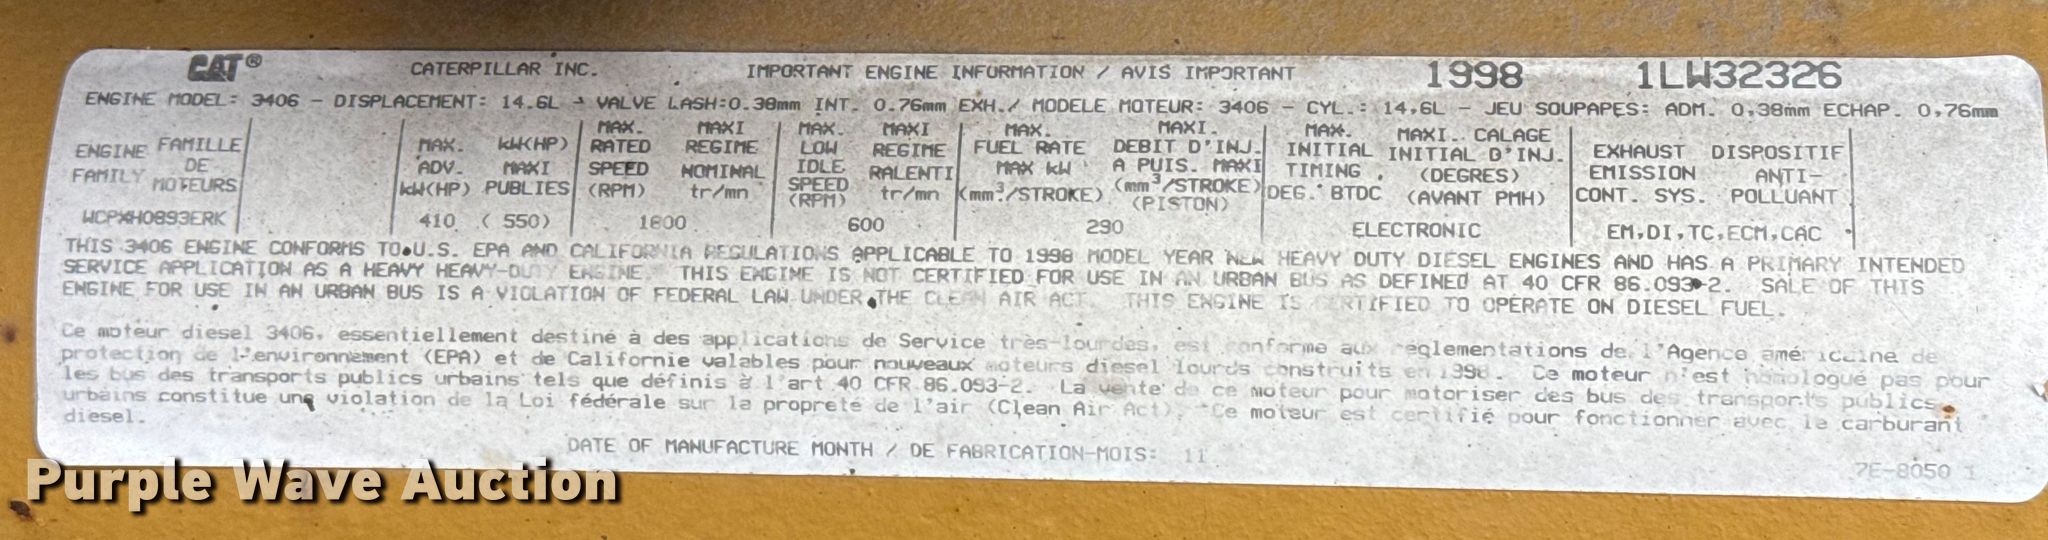 CAT® CATERPILLAR INC. IMPORTANT ENGINE INFORMATION / AVIS IMPORTANT 1998 1LW32326
ENGINE MODEL: 3406 - DISPLACEMENT: 14.6L - VALVE LASH:0.38mm INT. 0.76mm EXH./ MODELE MOTEUR: 3406 - CYL.: 14,6L - JEU SOUPAPES: ADM. 0,38mm ECHAP. 0,76mm
ENGINE FAMILY
FAMILLE DE MOTEURS
MAX. ADV. kW(HP)
kW(HP) MAXI PUBLIES
MAX. RATED SPEED (RPM)
MAXI REGIME NOMINAL tr/mn
MAX. LOW IDLE SPEED (RPM)
MAXI REGIME RALENTI tr/mn
MAX. FUEL RATE MAX kW (mm³/STROKE)
MAXI. DEBIT D'INJ. A PUIS. MAXI (mm³/STROKE) (PISTON)
MAX. INITIAL TIMING DEG. BTDC
MAXI. CALAGE INITIAL D'INJ. (DEGRES) (AVANT PMH)
EXHAUST EMISSION CONT. SYS.
DISPOSITIF ANTI- POLLUANT
WCPXH0893ERK 410 (550) 1800 600 290 ELECTRONIC EM,DI,TC,ECM,CAC
THIS 3406 ENGINE CONFORMS TO U.S. EPA AND CALIFORNIA REGULATIONS APPLICABLE TO 1998 MODEL YEAR NEW HEAVY DUTY DIESEL ENGINES AND HAS A PRIMARY INTENDED
SERVICE APPLICATION AS A HEAVY HEAVY-DUTY ENGINE. THIS ENGINE IS NOT CERTIFIED FOR USE IN AN URBAN BUS AS DEFINED AT 40 CFR 86.093-2. SALE OF THIS
ENGINE FOR USE IN AN URBAN BUS IS A VIOLATION OF FEDERAL LAW UNDER THE CLEAN AIR ACT. THIS ENGINE IS CERTIFIED TO OPERATE ON DIESEL FUEL.
Ce moteur diesel 3406, essentiellement destiné à des applications de Service très-lourdes, est conforme aux reglementations de l'Agence américaine de
protection de l'environnement (EPA) et de Californie valables pour nouveaux moteurs diesel lourds construits en 1998. Ce moteur n'est homologué pas pour
les bus des transports publics urbains tels que définis à l'art 40 CFR 86.093-2. La vente de ce moteur pour motoriser des bus des transports publics
urbains constitue une violation de la Loi fédérale sur la propreté de l'air (Clean Air Act). Ce moteur est certifié pour fonctionner avec le carburant
diesel.
DATE OF MANUFACTURE MONTH / DE FABRICATION-MOIS: 11
7E-8050 1
Purple Wave Auction